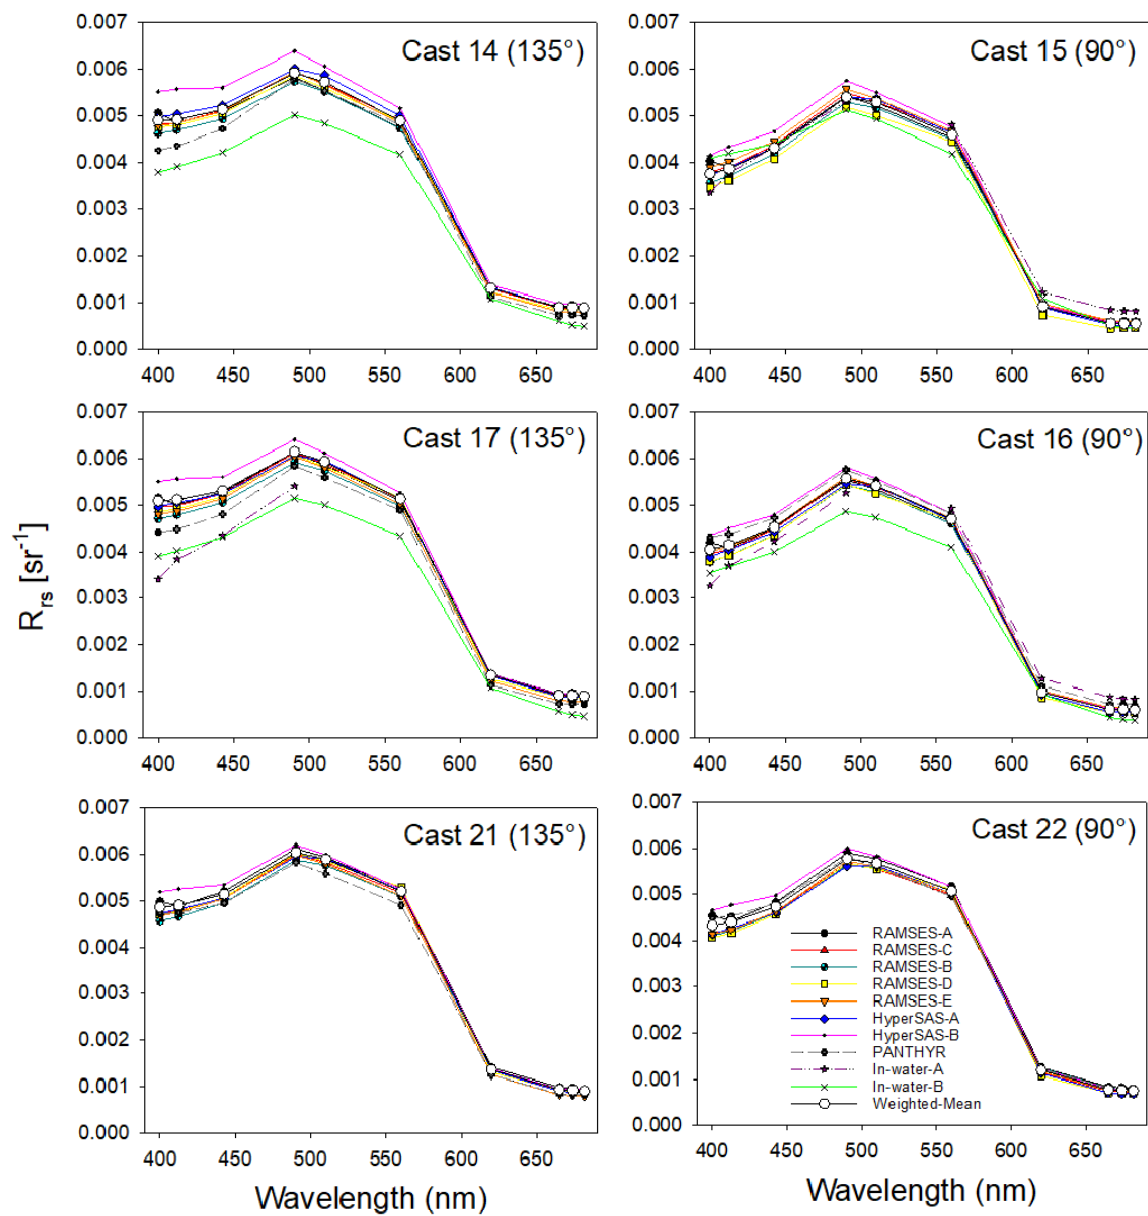 0.007
0.006
0.005
0.004
0.003
0.002
0.001
0.000
400 450 500 550 600 650
Cast 14 (135°)
0.007
0.006
0.005
0.004
0.003
0.002
0.001
0.000
400 450 500 550 600 650
Cast 15 (90°)
0.007
0.006
0.005
0.004
0.003
0.002
0.001
0.000
400 450 500 550 600 650
Cast 17 (135°)
R_rs [sr⁻¹]
0.007
0.006
0.005
0.004
0.003
0.002
0.001
0.000
400 450 500 550 600 650
Cast 16 (90°)
0.007
0.006
0.005
0.004
0.003
0.002
0.001
0.000
400 450 500 550 600 650
Cast 21 (135°)
Wavelength (nm)
0.007
0.006
0.005
0.004
0.003
0.002
0.001
0.000
400 450 500 550 600 650
Cast 22 (90°)
RAMSES-A
RAMSES-C
RAMSES-B
RAMSES-D
RAMSES-E
HyperSAS-A
HyperSAS-B
PANTHYR
In-water-A
In-water-B
Weighted-Mean
Wavelength (nm)